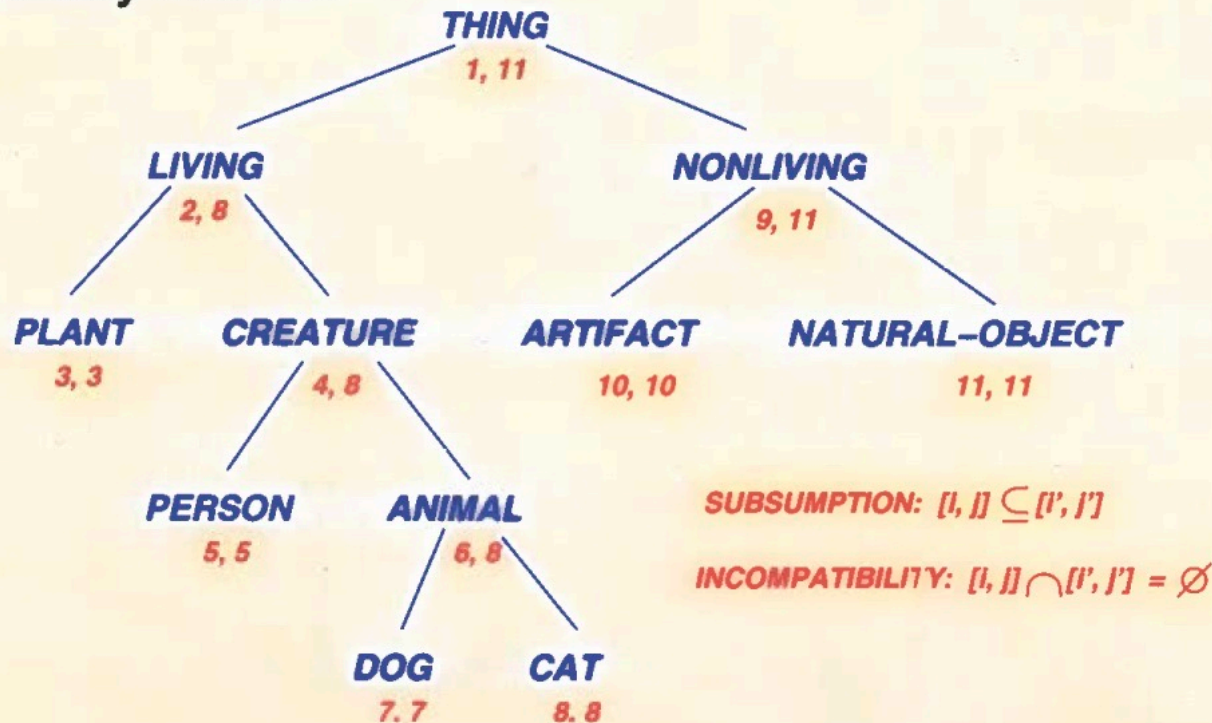 THING
1, 11
LIVING NONLIVING
2, 8 9, 11
PLANT CREATURE ARTIFACT NATURAL–OBJECT
3, 3 4, 8 10, 10 11, 11
PERSON ANIMAL SUBSUMPTION: [i, j] ⊆ [i', j']
5, 5 6, 8
INCOMPATIBILITY: [i, j] ∩ [i', j'] = ∅
DOG CAT
7. 7 8. 8